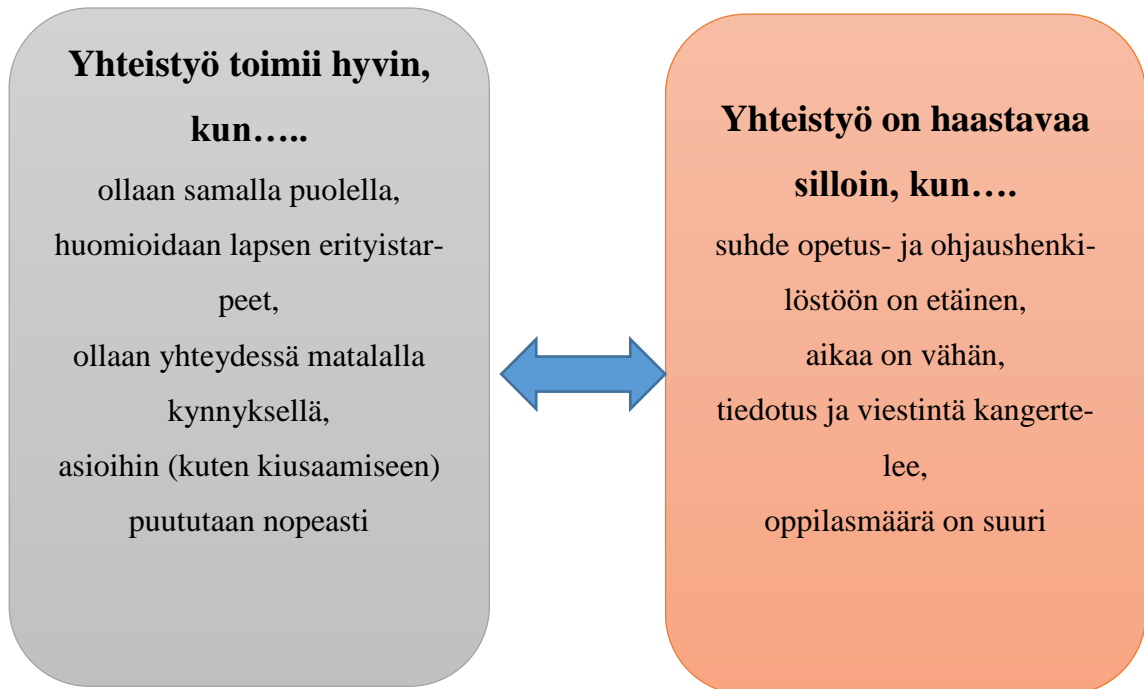 Yhteistyö toimii hyvin,
kun…..
ollaan samalla puolella,
huomioidaan lapsen erityistar-
peet,
ollaan yhteydessä matalalla
kynnyksellä,
asioihin (kuten kiusaamiseen)
puututaan nopeasti
Yhteistyö on haastavaa
silloin, kun….
suhde opetus- ja ohjaushenki-
löstöön on etäinen,
aikaa on vähän,
tiedotus ja viestintä kangerte-
lee,
oppilasmäärä on suuri